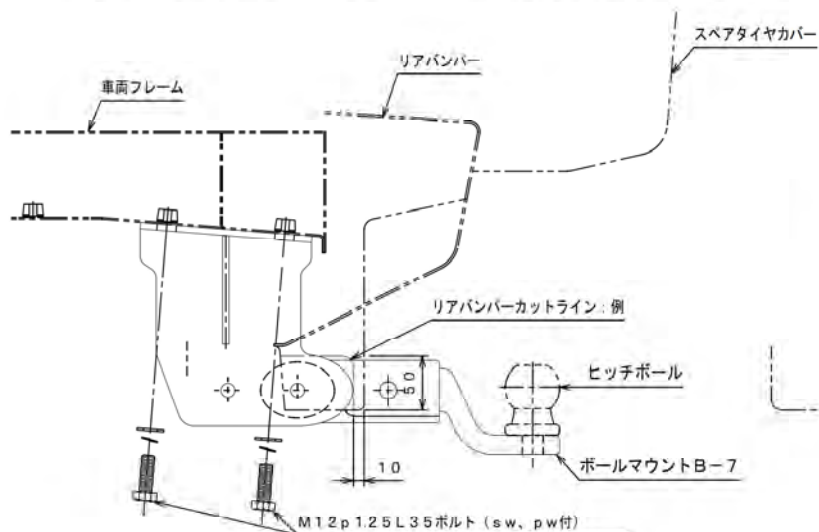 スペアタイヤカバー
リアバンパー
車両フレーム
リアバンパーカットライン：例
50
ヒッチボール
10
ボールマウントB－7
M12p1.25L35ボルト（sw、pw付）